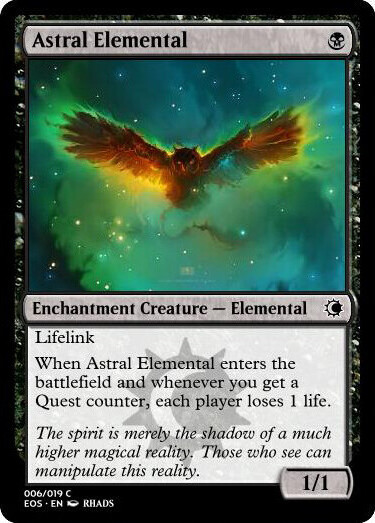 Astral Elemental
Enchantment Creature — Elemental
Lifelink
When Astral Elemental enters the
battlefield and whenever you get a
Quest counter, each player loses 1 life.
The spirit is merely the shadow of a much
higher magical reality. Those who see can
manipulate this reality.
1/1
006/019 C
EOS · EN RHADS